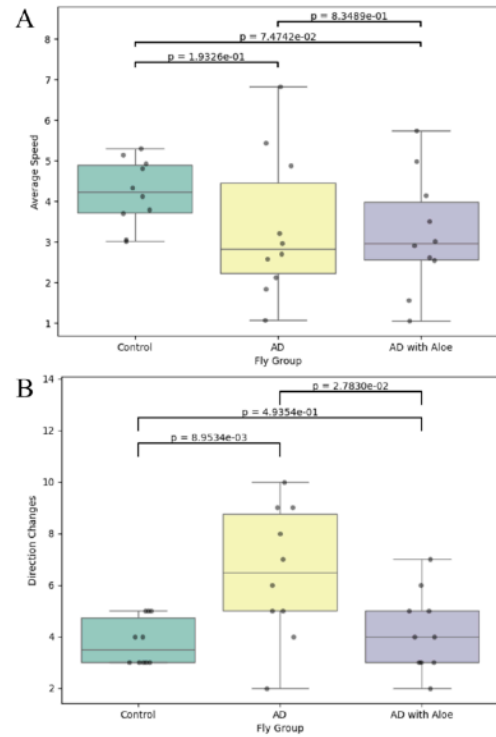 A
p = 8.3489e-01
p = 7.4742e-02
p = 1.9326e-01
8
7
6
5
4
3
2
1
Average Speed
Control
AD
AD with Aloe
Fly Group
B
14
p = 2.7830e-02
p = 4.9354e-01
p = 8.9534e-03
12
10
8
6
4
2
Direction Changes
Control
AD
AD with Aloe
Fly Group